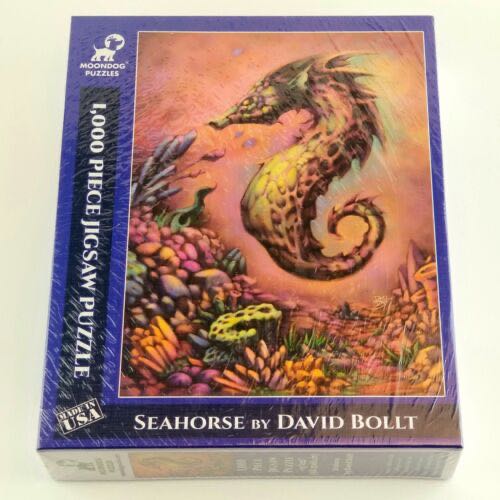 MOONDOG
PUZZLES
1,000 PIECE JIGSAW PUZZLE
MADE IN
USA
SEAHORSE BY DAVID BOLLT